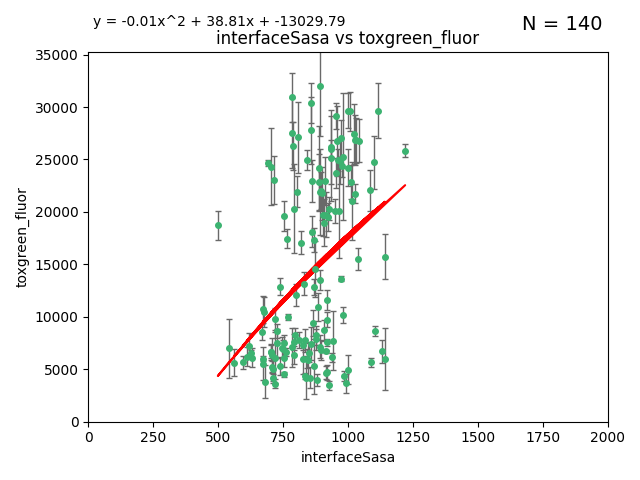 y = -0.01x^2 + 38.81x + -13029.79
N = 140
interfaceSasa vs toxgreen_fluor
35000
30000
25000
20000
15000
10000
5000
0
toxgreen_fluor
0 250 500 750 1000 1250 1500 1750 2000
interfaceSasa